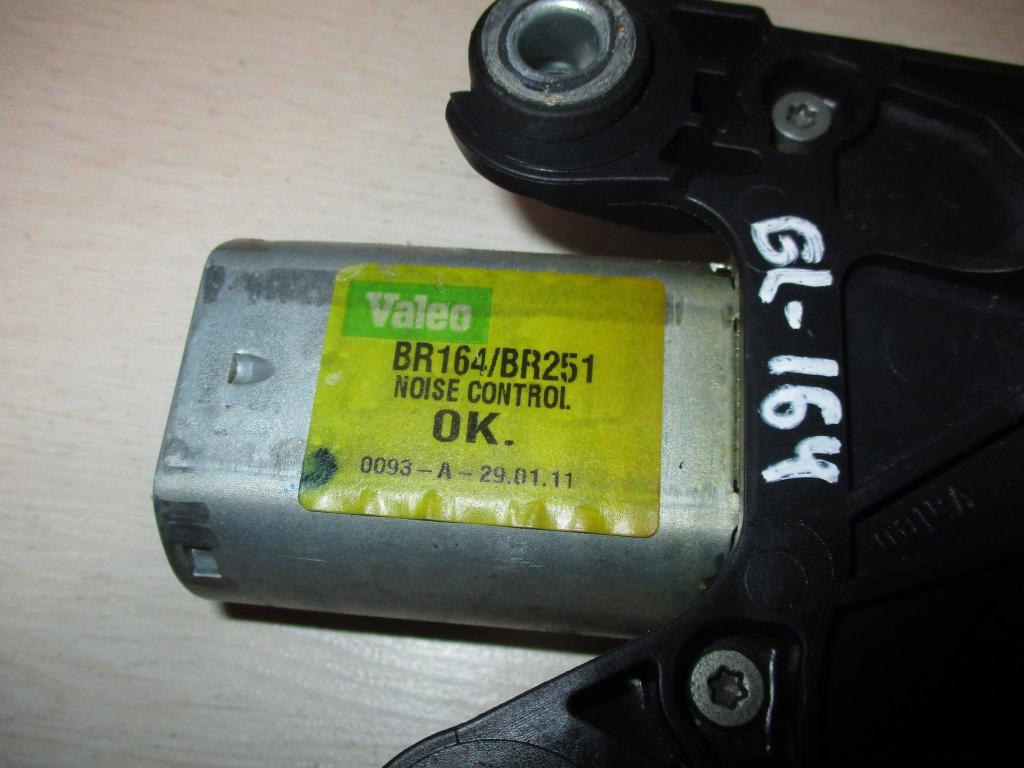 Valeo
BR164/BR251
NOISE CONTROL
OK.
0093-A-29.01.11
GL-164